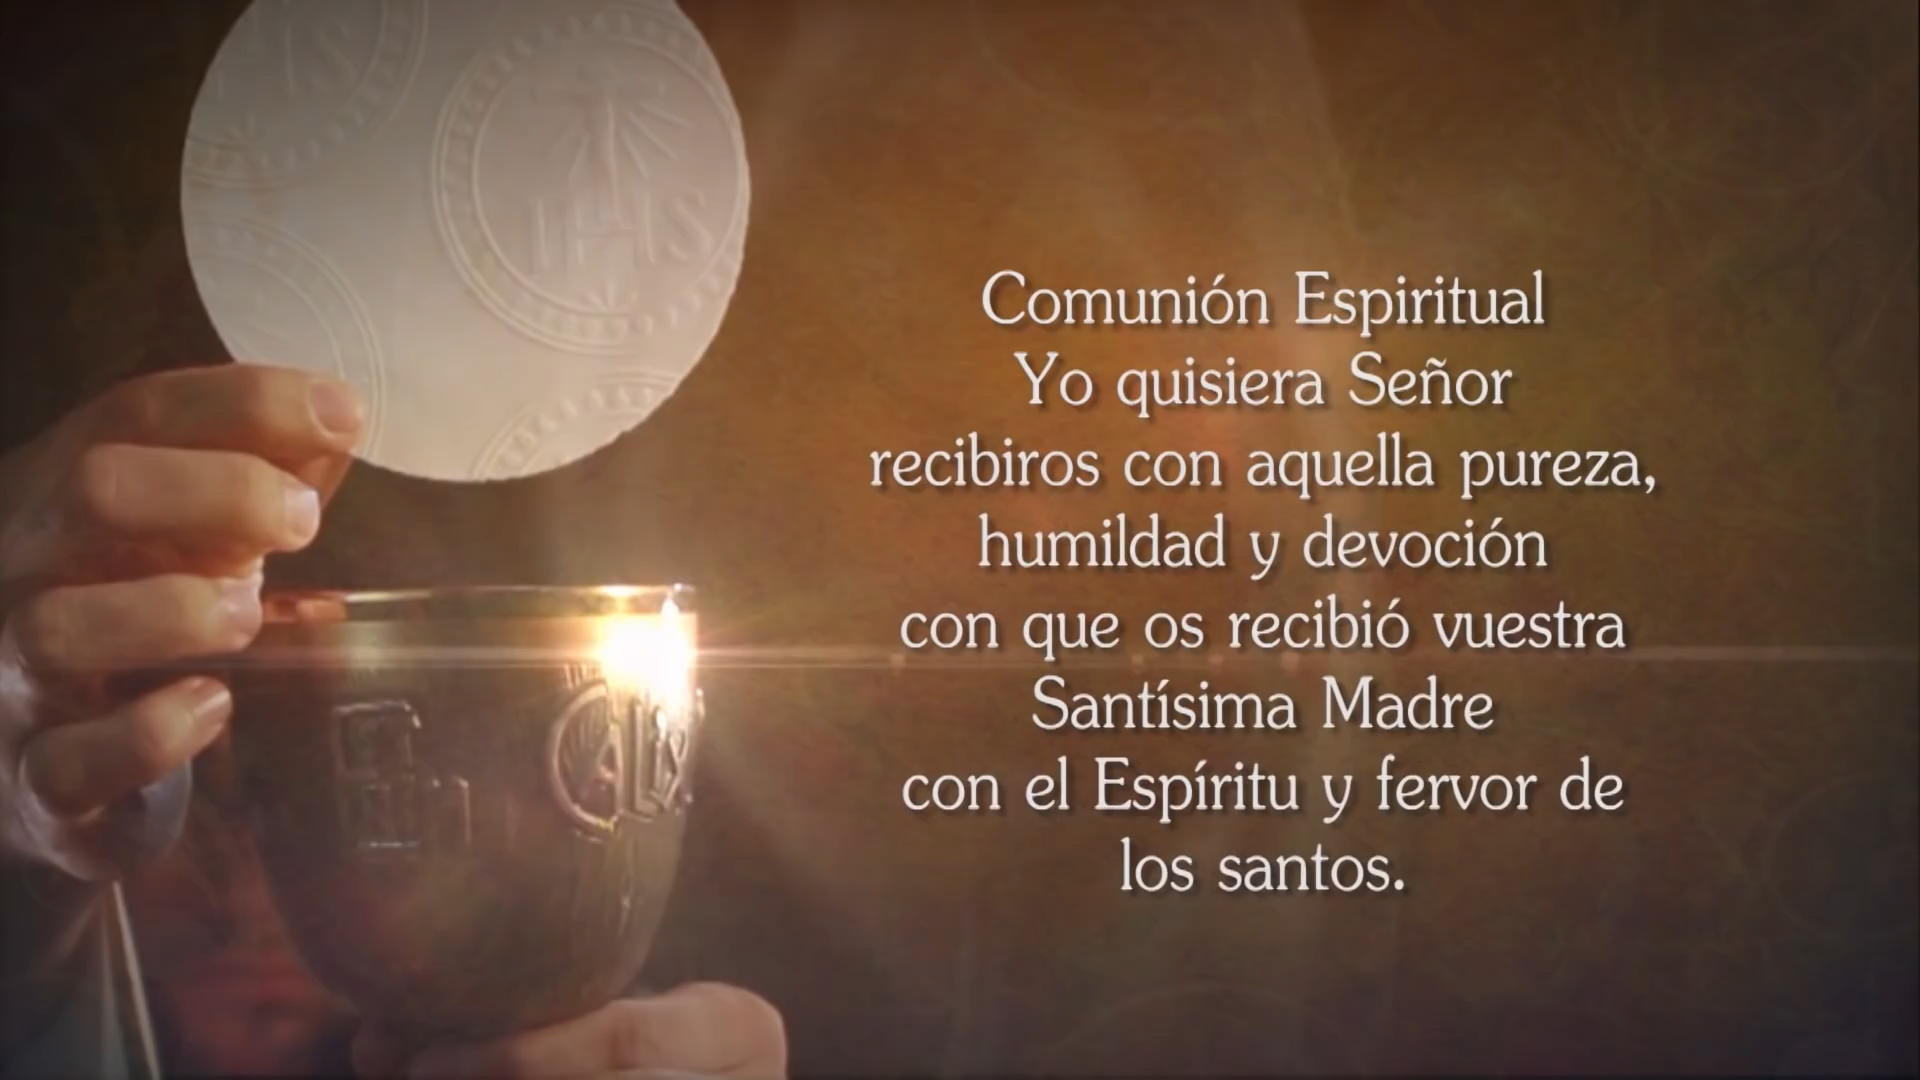 IHS
Comunión Espiritual
Yo quisiera Señor
recibiros con aquella pureza,
humildad y devoción
con que os recibió vuestra
Santísima Madre
con el Espíritu y fervor de
los santos.